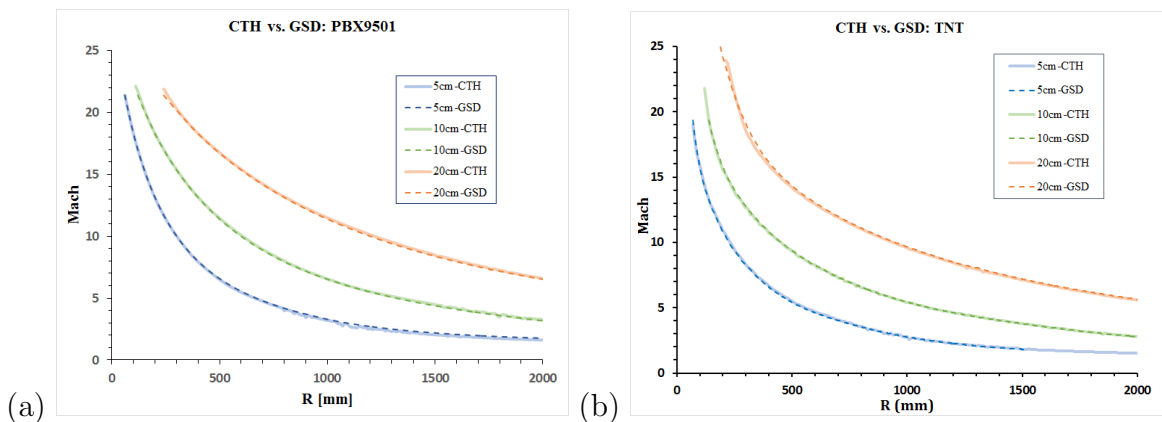 CTH vs. GSD: PBX9501
25
20
15
10
5
0
Mach
5cm-CTH
5cm-GSD
10cm-CTH
10cm-GSD
20cm-CTH
20cm-GSD
0 500 1000 1500 2000
R [mm]
(a)
CTH vs. GSD: TNT
25
20
15
10
5
0
Mach
5cm-CTH
5cm-GSD
10cm-CTH
10cm-GSD
20cm-CTH
20cm-GSD
0 500 1000 1500 2000
R (mm)
(b)